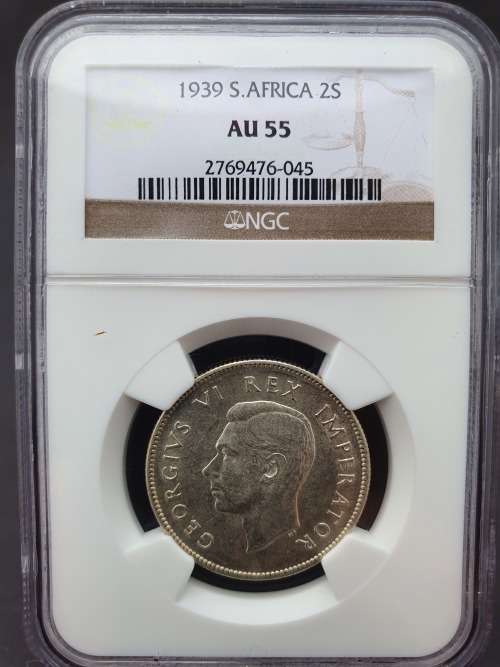 1939 S.AFRICA 2S
AU 55
2769476-045
NGC
GEORGIVS VI REX IMPERATOR